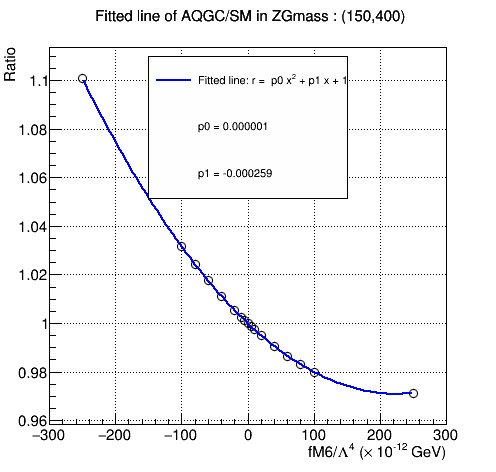 Fitted line of AQGC/SM in ZGmass : (150,400)
Ratio
1.1
1.08
1.06
1.04
1.02
1
0.98
0.96
Fitted line: r = p0 x² + p1 x + 1
p0 = 0.000001
p1 = -0.000259
−300 −200 −100 0 100 200 300
fM6/Λ⁴ (× 10⁻¹² GeV)